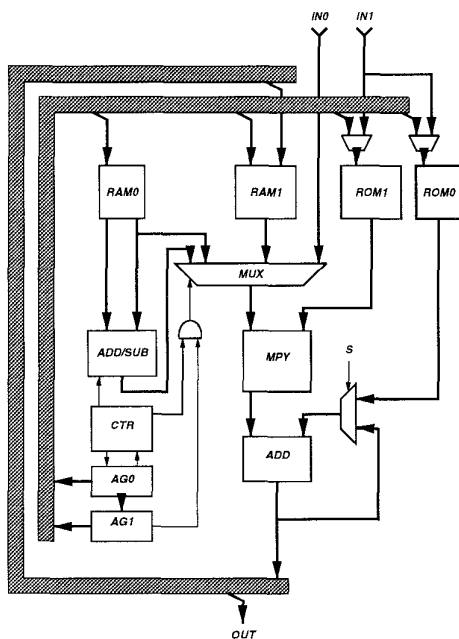 IN0 IN1
RAM0 RAM1 ROM1 ROM0
MUX
ADD/SUB MPY S
CTR
ADD
AG0
AG1
OUT